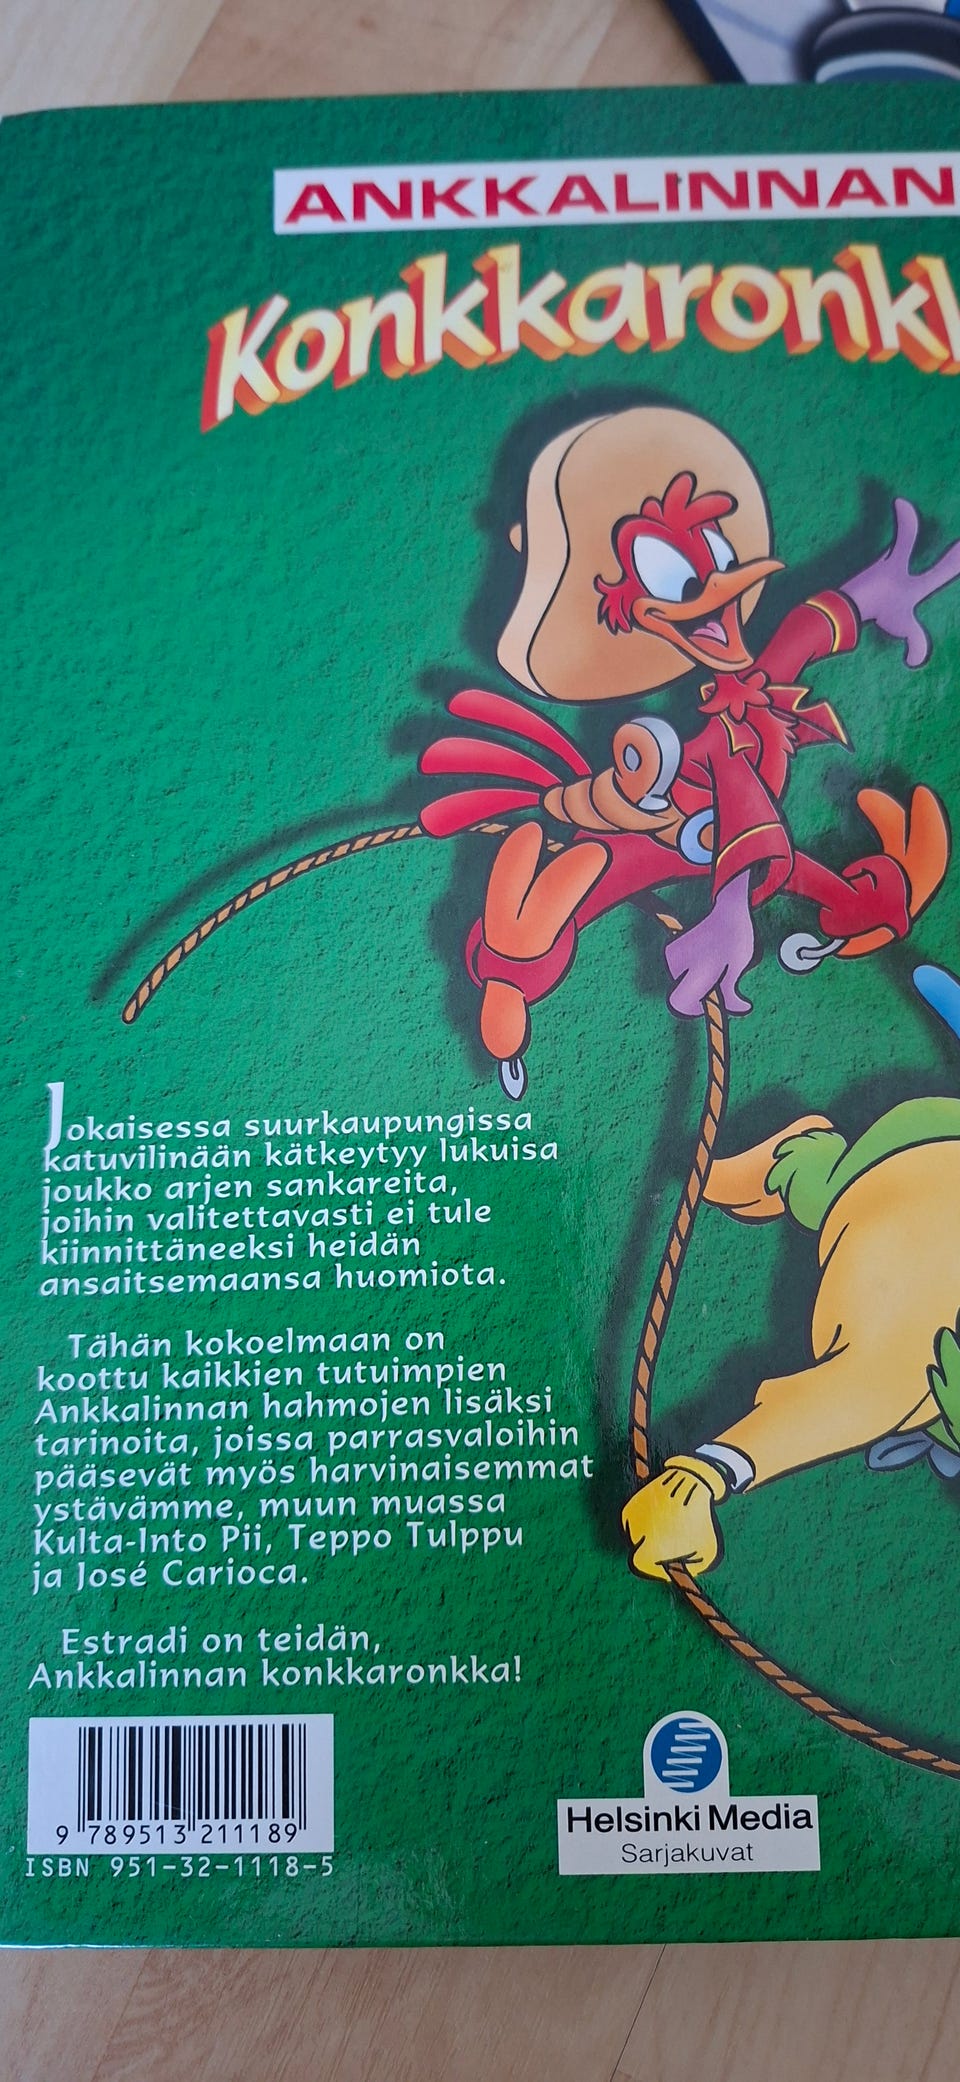 ANKKALINNAN
Konkkaronk
Jokaisessa suurkaupungissa
katuvilinään kätkeytyy lukuisa
joukko arjen sankareita,
joihin valitettavasti ei tule
kiinnittäneeksi heidän
ansaitsemaansa huomiota.
Tähän kokoelmaan on
koottu kaikkien tutuimpien
Ankkalinnan hahmojen lisäksi
tarinoita, joissa parrasvaloihin
pääsevät myös harvinaisemmat
ystävämme, muun muassa
Kulta-Into Pii, Teppo Tulppu
ja José Carioca.
Estradi on teidän,
Ankkalinnan konkkaronkka!
9 789513 211189
ISBN 951-32-1118-5
Helsinki Media
Sarjakuvat